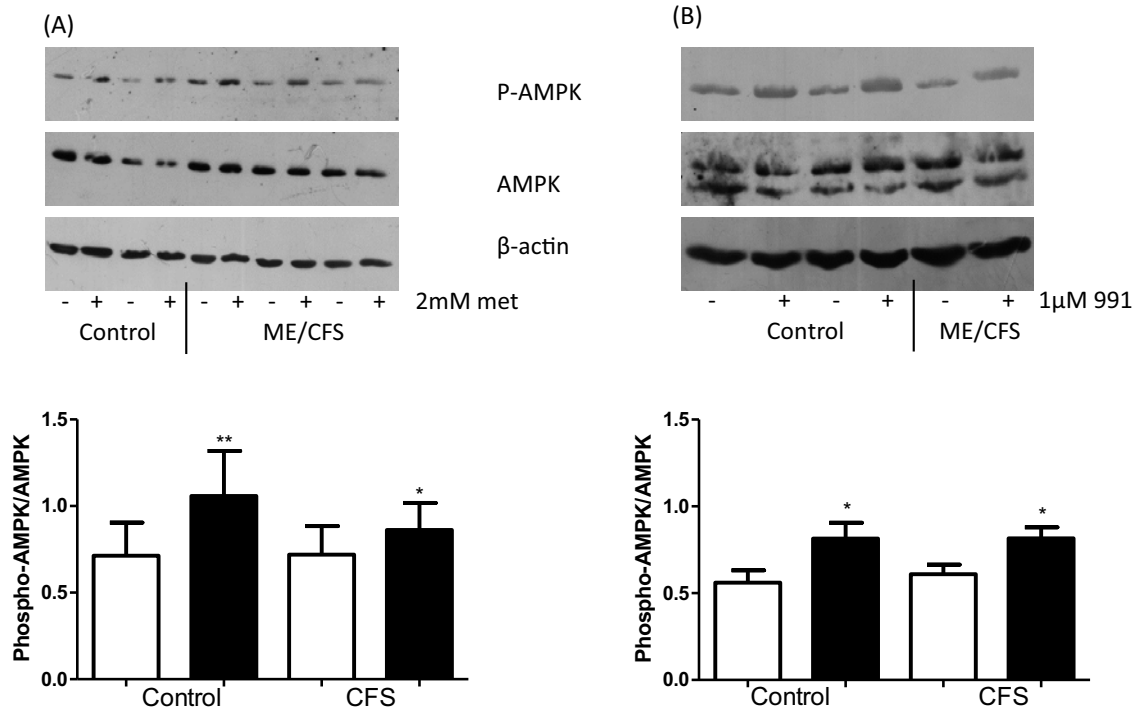 (A)
(B)
P-AMPK
AMPK
β-actin
- + - + - + - + - + 2mM met
Control ME/CFS
- + - + - + 1µM 991
Control ME/CFS
Phospho-AMPK/AMPK
1.5
1.0
0.5
0.0
**
*
Control CFS
Phospho-AMPK/AMPK
1.5
1.0
0.5
0.0
*
*
Control CFS